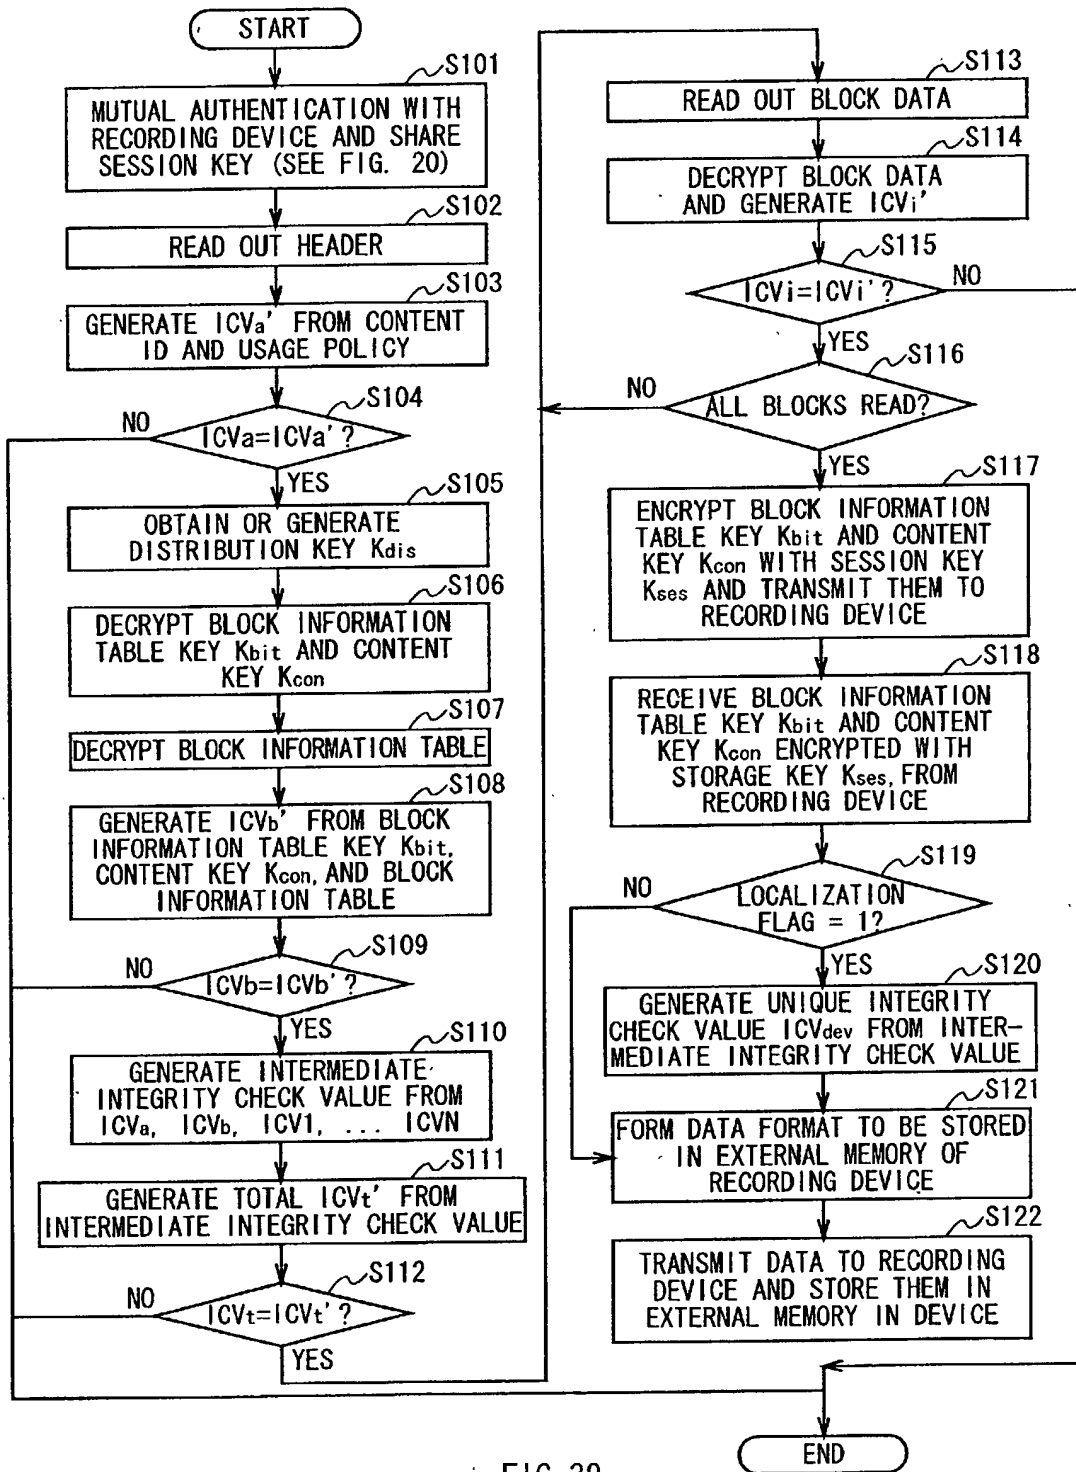 START
S101
MUTUAL AUTHENTICATION WITH
RECORDING DEVICE AND SHARE
SESSION KEY (SEE FIG. 20)
S102
READ OUT HEADER
S103
GENERATE ICVa' FROM CONTENT
ID AND USAGE POLICY
S104
NO
ICVa=ICVa'?
YES
S105
OBTAIN OR GENERATE
DISTRIBUTION KEY Kdis
S106
DECRYPT BLOCK INFORMATION
TABLE KEY Kbit AND CONTENT
KEY Kcon
S107
DECRYPT BLOCK INFORMATION TABLE
S108
GENERATE ICVb' FROM BLOCK
INFORMATION TABLE KEY Kbit,
CONTENT KEY Kcon, AND BLOCK
INFORMATION TABLE
S109
NO
ICVb=ICVb'?
YES
S110
GENERATE INTERMEDIATE
INTEGRITY CHECK VALUE FROM
ICVa, ICVb, ICV1, ... ICVN
S111
GENERATE TOTAL ICVt' FROM
INTERMEDIATE INTEGRITY CHECK VALUE
S112
NO
ICVt=ICVt'?
YES
S113
READ OUT BLOCK DATA
S114
DECRYPT BLOCK DATA
AND GENERATE ICVi'
S115
NO
ICVi=ICVi'?
YES
S116
NO
ALL BLOCKS READ?
YES
S117
ENCRYPT BLOCK INFORMATION
TABLE KEY Kbit AND CONTENT
KEY Kcon WITH SESSION KEY
Kses AND TRANSMIT THEM TO
RECORDING DEVICE
S118
RECEIVE BLOCK INFORMATION
TABLE KEY Kbit AND CONTENT
KEY Kcon ENCRYPTED WITH
STORAGE KEY Kses, FROM
RECORDING DEVICE
S119
NO
LOCALIZATION
FLAG = 1?
YES
S120
GENERATE UNIQUE INTEGRITY
CHECK VALUE ICVdev FROM INTER-
MEDIATE INTEGRITY CHECK VALUE
S121
FORM DATA FORMAT TO BE STORED
IN EXTERNAL MEMORY OF
RECORDING DEVICE
S122
TRANSMIT DATA TO RECORDING
DEVICE AND STORE THEM IN
EXTERNAL MEMORY IN DEVICE
END